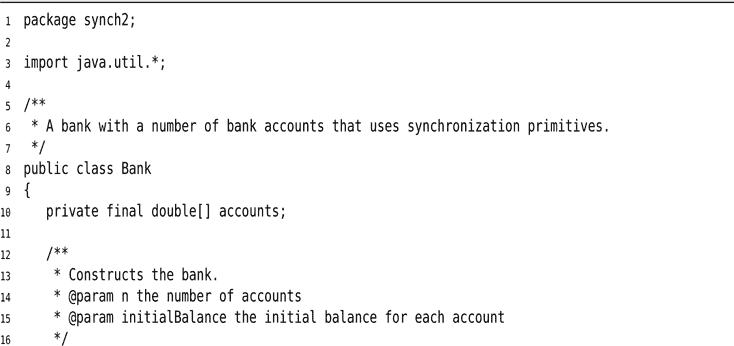 1 package synch2;
2
3 import java.util.*;
4
5 /**
6  * A bank with a number of bank accounts that uses synchronization primitives.
7  */
8 public class Bank
9 {
10    private final double[] accounts;
11
12    /**
13     * Constructs the bank.
14     * @param n the number of accounts
15     * @param initialBalance the initial balance for each account
16     */